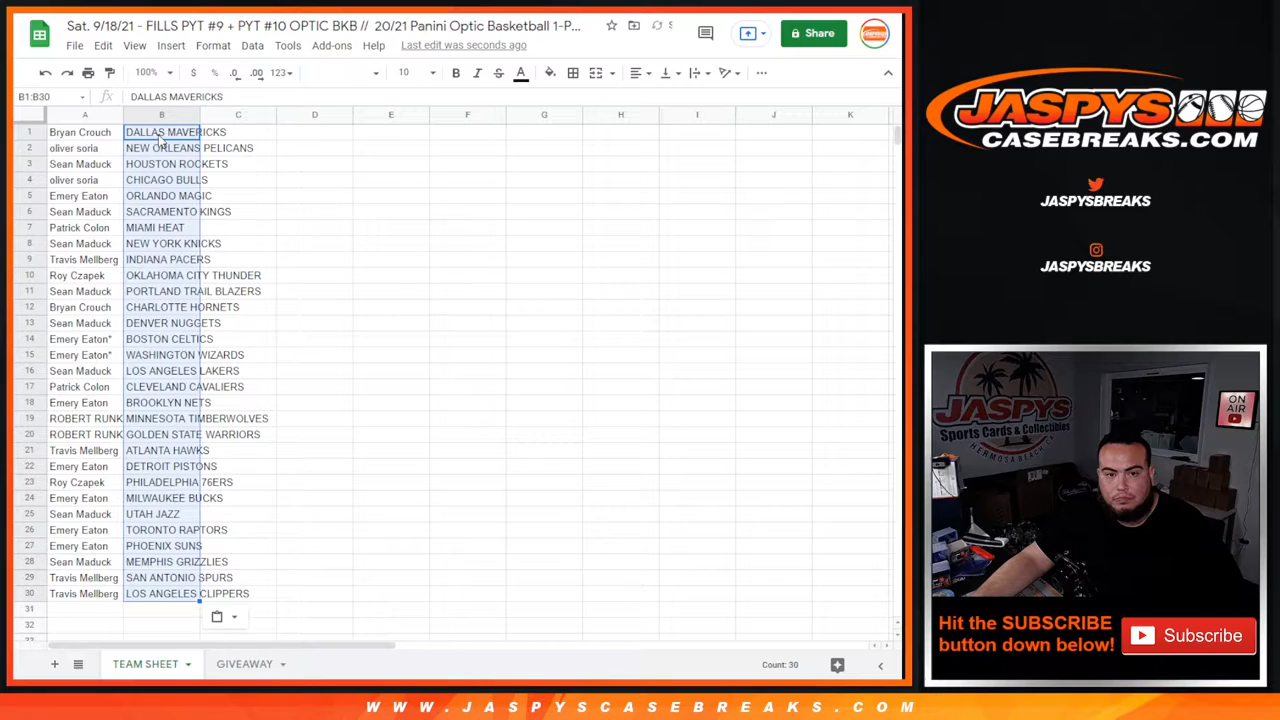 Sat. 9/18/21 - FILLS PYT #9 + PYT #10 OPTIC BKB // 20/21 Panini Optic Basketball 1-P...
S
Share
File Edit View Insert Format Data Tools Add-ons Help Last edit was seconds ago
100% $ % .0 .00 123 10 B I S A
B1:B30 fx DALLAS MAVERICKS
A B C D E F G H I J K
1 Bryan Crouch DALLAS MAVERICKS
2 oliver soria NEW ORLEANS PELICANS
3 Sean Maduck HOUSTON ROCKETS
4 oliver soria CHICAGO BULLS
5 Emery Eaton ORLANDO MAGIC
6 Sean Maduck SACRAMENTO KINGS
7 Patrick Colon MIAMI HEAT
8 Sean Maduck NEW YORK KNICKS
9 Travis Mellberg INDIANA PACERS
10 Roy Czapek OKLAHOMA CITY THUNDER
11 Sean Maduck PORTLAND TRAIL BLAZERS
12 Bryan Crouch CHARLOTTE HORNETS
13 Sean Maduck DENVER NUGGETS
14 Emery Eaton* BOSTON CELTICS
15 Emery Eaton* WASHINGTON WIZARDS
16 Sean Maduck LOS ANGELES LAKERS
17 Patrick Colon CLEVELAND CAVALIERS
18 Emery Eaton BROOKLYN NETS
19 ROBERT RUNK MINNESOTA TIMBERWOLVES
20 ROBERT RUNK GOLDEN STATE WARRIORS
21 Travis Mellberg ATLANTA HAWKS
22 Emery Eaton DETROIT PISTONS
23 Roy Czapek PHILADELPHIA 76ERS
24 Emery Eaton MILWAUKEE BUCKS
25 Sean Maduck UTAH JAZZ
26 Emery Eaton TORONTO RAPTORS
27 Emery Eaton PHOENIX SUNS
28 Sean Maduck MEMPHIS GRIZZLIES
29 Travis Mellberg SAN ANTONIO SPURS
30 Travis Mellberg LOS ANGELES CLIPPERS
31
32
33
TEAM SHEET GIVEAWAY Count: 30
JASPYS
CASEBREAKS.COM
JASPYSBREAKS
JASPYSBREAKS
JASPYS
Sports Cards & Collectibles
HERMOSA BEACH, CA
ON AIR
Hit the SUBSCRIBE
button down below!
Subscribe
WWW.JASPYSCASEBREAKS.COM